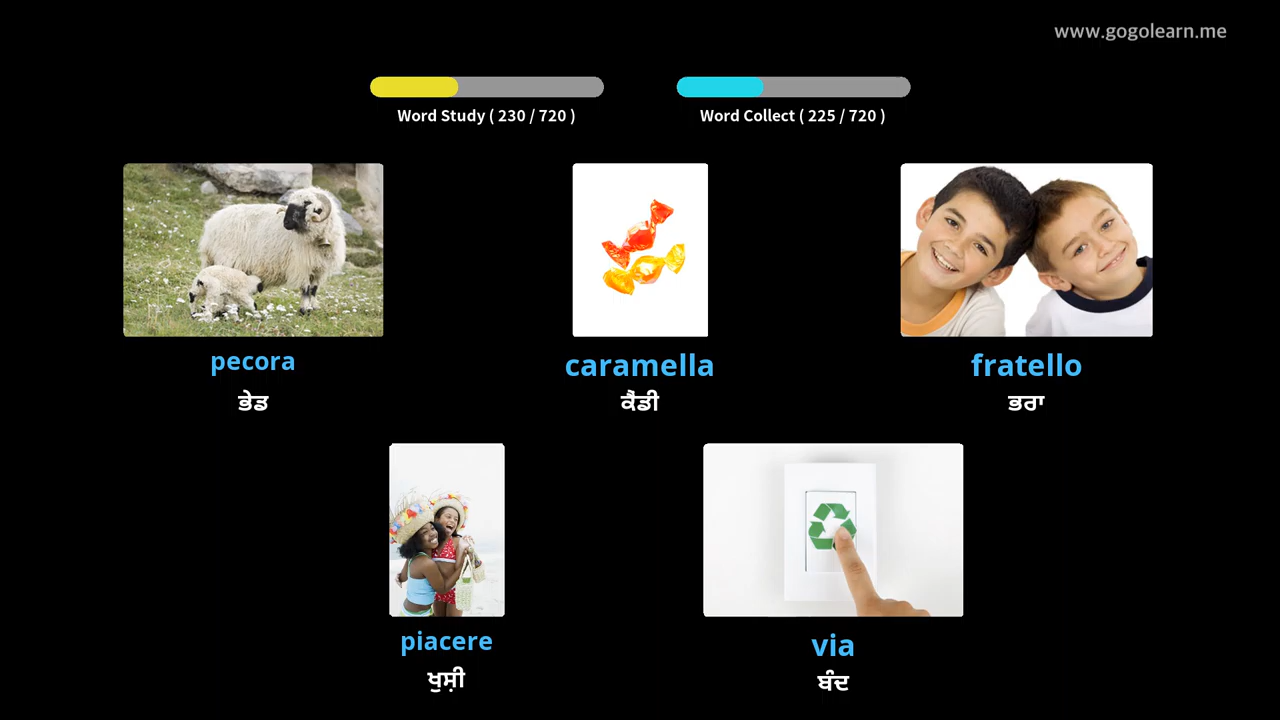 www.gogolearn.me
Word Study ( 230 / 720 )
Word Collect ( 225 / 720 )
pecora
caramella
fratello
ਭੇਡ
ਕੈਂਡੀ
ਭਰਾ
piacere
via
ਖੁਸ਼ੀ
ਬੰਦ